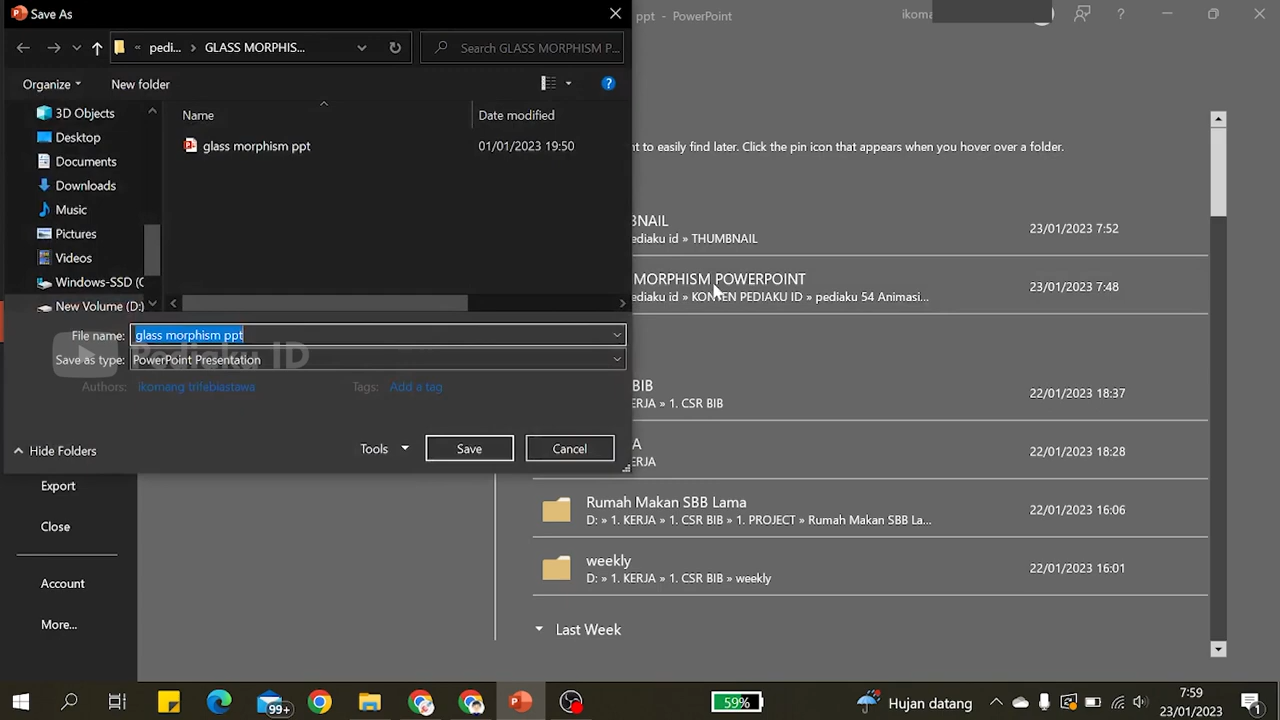 Save As
ppt - PowerPoint
ikoma
pedi... GLASS MORPHIS...
Search GLASS MORPHISM P...
Organize
New folder
3D Objects
Desktop
Documents
Downloads
Music
Pictures
Videos
Windows-SSD (C
New Volume (D:)
Name
Date modified
glass morphism ppt
01/01/2023 19:50
File name:
glass morphism ppt
Save as type:
PowerPoint Presentation
Pediaku ID
Authors:
ikomang trilabiastawa
Tags:
Add a tag
Hide Folders
Tools
Save
Cancel
nt to easily find later. Click the pin icon that appears when you hover over a folder.
BNAIL
pediaku id » THUMBNAIL
23/01/2023 7:52
MORPHISM POWERPOINT
pediaku id » KONTEN PEDIAKU ID » pediaku 54 Animasi...
23/01/2023 7:48
BIB
KERJA » 1. CSR BIB
22/01/2023 18:37
A
KERJA
22/01/2023 18:28
Rumah Makan SBB Lama
D: » 1. KERJA » 1. CSR BIB » 1. PROJECT » Rumah Makan SBB La...
22/01/2023 16:06
weekly
D: » 1. KERJA » 1. CSR BIB » weekly
22/01/2023 16:01
Last Week
Export
Close
Account
More...
99+
59%
Hujan datang
7:59
23/01/2023
1